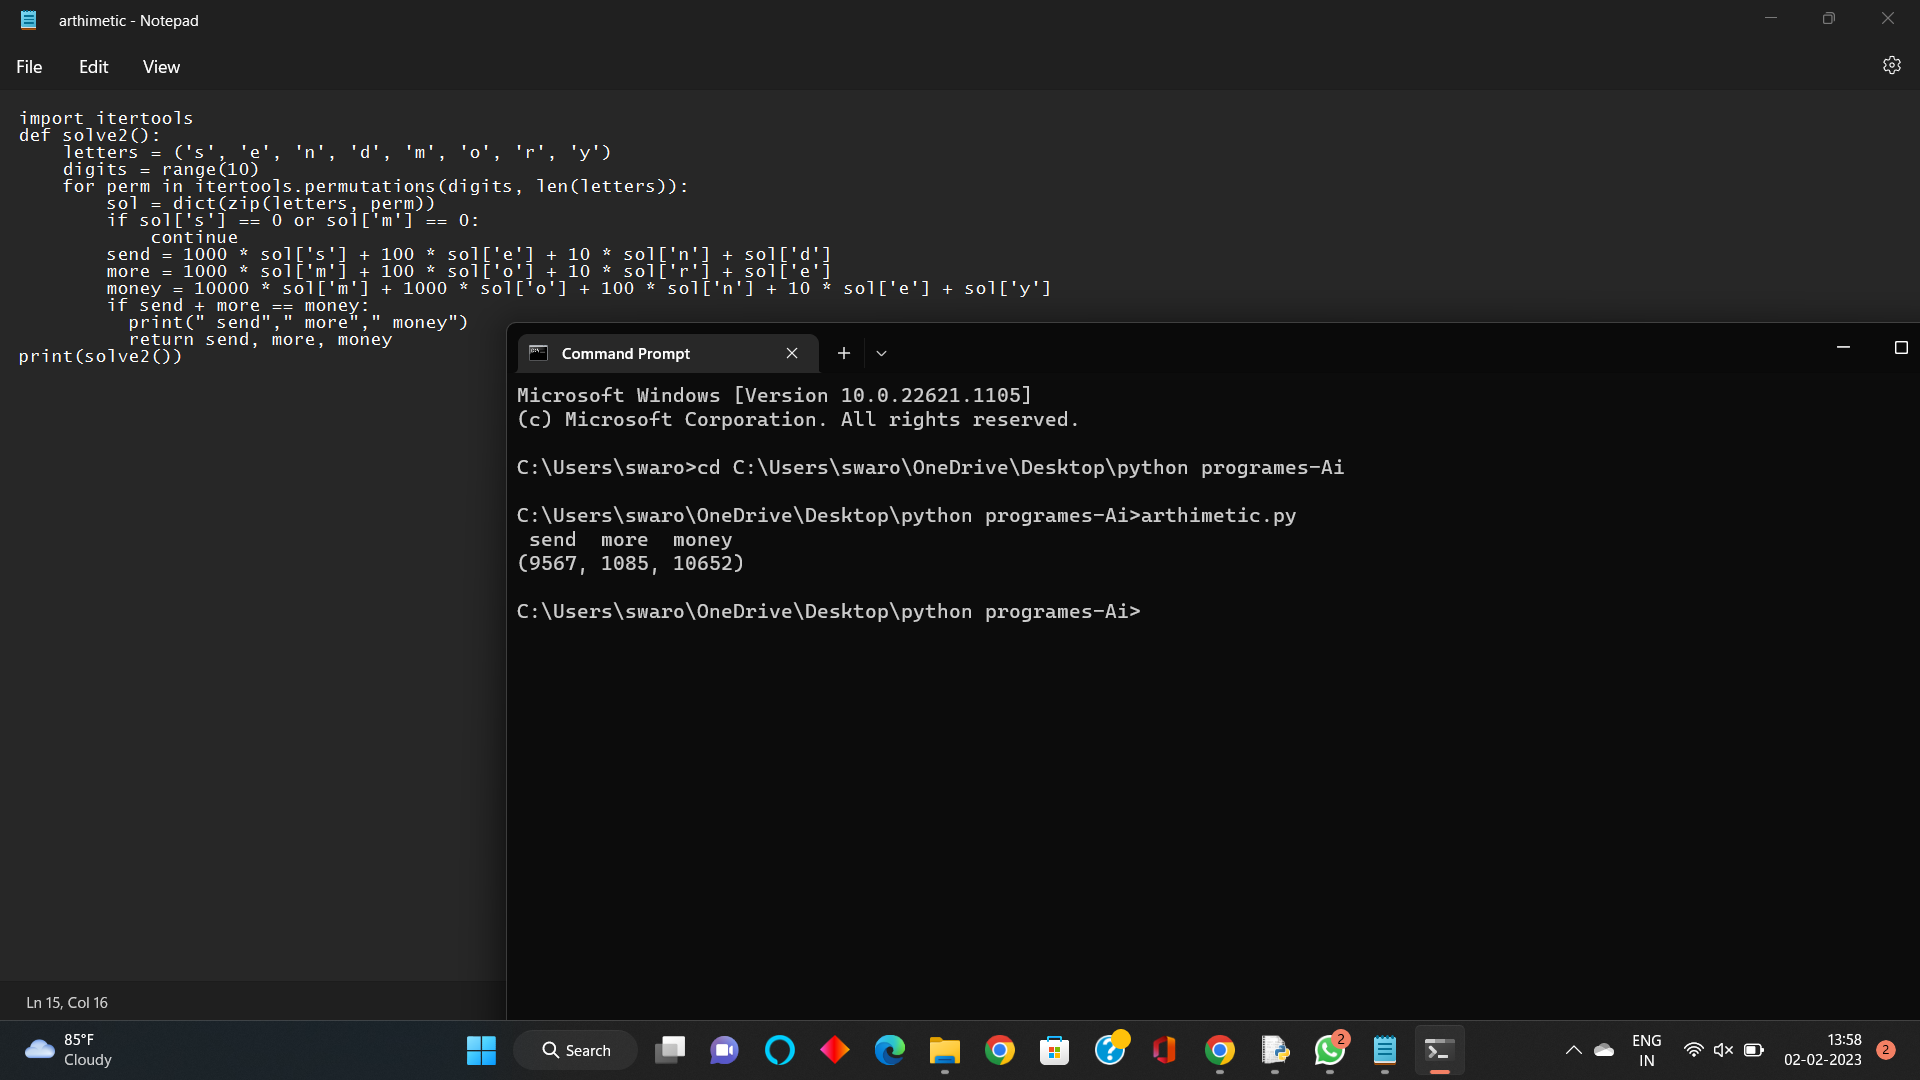 arthimetic - Notepad
File Edit View
import itertools
def solve2():
    letters = ('s', 'e', 'n', 'd', 'm', 'o', 'r', 'y')
    digits = range(10)
    for perm in itertools.permutations(digits, len(letters)):
        sol = dict(zip(letters, perm))
        if sol['s'] == 0 or sol['m'] == 0:
            continue
        send = 1000 * sol['s'] + 100 * sol['e'] + 10 * sol['n'] + sol['d']
        more = 1000 * sol['m'] + 100 * sol['o'] + 10 * sol['r'] + sol['e']
        money = 10000 * sol['m'] + 1000 * sol['o'] + 100 * sol['n'] + 10 * sol['e'] + sol['y']
        if send + more == money:
          print(" send"," more"," money")
          return send, more, money
print(solve2())
Command Prompt
Microsoft Windows [Version 10.0.22621.1105]
(c) Microsoft Corporation. All rights reserved.
C:\Users\swaro>cd C:\Users\swaro\OneDrive\Desktop\python programes-Ai
C:\Users\swaro\OneDrive\Desktop\python programes-Ai>arthimetic.py
 send  more  money
(9567, 1085, 10652)
C:\Users\swaro\OneDrive\Desktop\python programes-Ai>
Ln 15, Col 16
85°F
Cloudy
Search
2
ENG
IN
13:58
02-02-2023
2